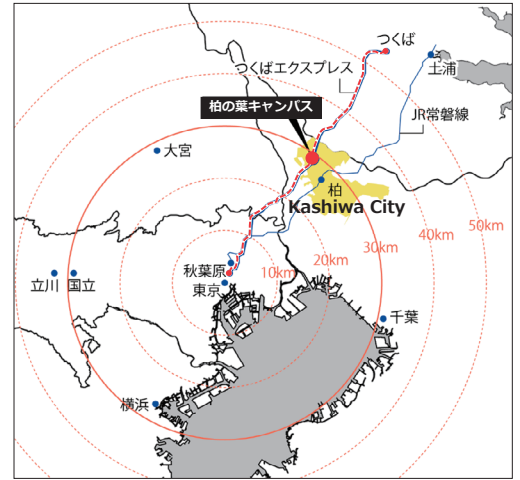 つくば
つくばエクスプレス
土浦
柏の葉キャンパス
JR常磐線
大宮
柏
Kashiwa City
50km
40km
30km
20km
10km
秋葉原
東京
立川
国立
千葉
横浜